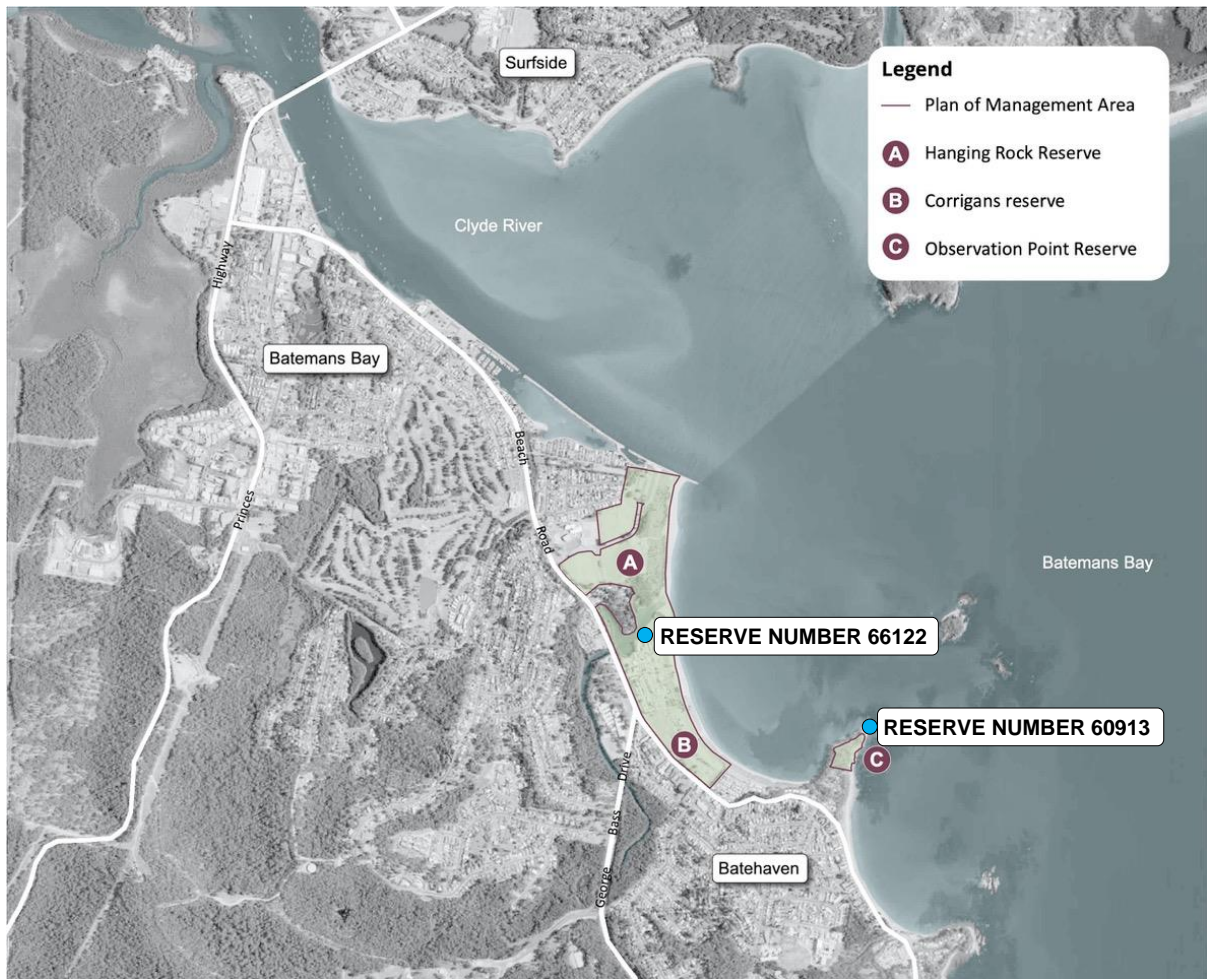 Surfside
Legend
Plan of Management Area
A Hanging Rock Reserve
B Corrigans reserve
C Observation Point Reserve
Clyde River
Highway
Batemans Bay
Beach
Road
Princes
A
Batemans Bay
RESERVE NUMBER 66122
RESERVE NUMBER 60913
B
C
Drive
Bass
George
Batehaven